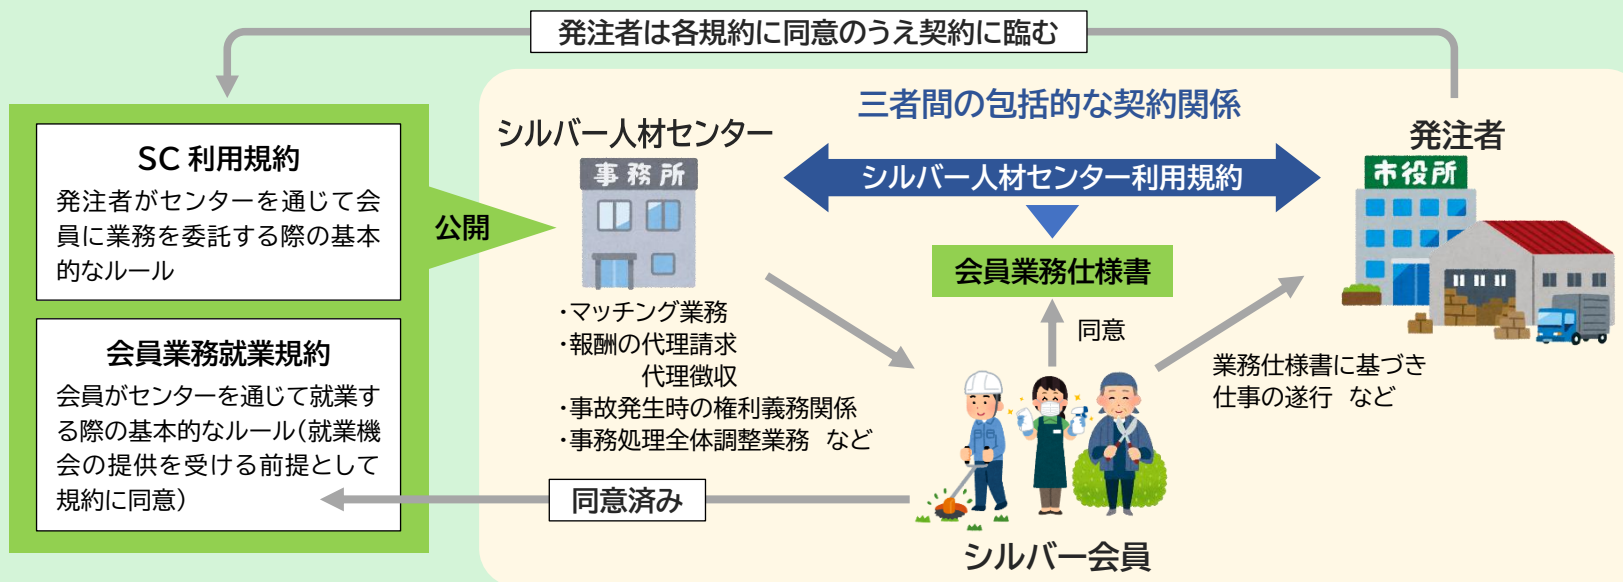 発注者は各規約に同意のうえ契約に臨む
SC 利用規約
発注者がセンターを通じて会
員に業務を委託する際の基本
的なルール
会員業務就業規約
会員がセンターを通じて就業す
る際の基本的なルール(就業機
会の提供を受ける前提として
規約に同意)
公開
三者間の包括的な契約関係
シルバー人材センター
事務所
シルバー人材センター利用規約
発注者
市役所
会員業務仕様書
・マッチング業務
・報酬の代理請求
代理徴収
・事故発生時の権利義務関係
・事務処理全体調整業務 など
同意
業務仕様書に基づき
仕事の遂行 など
同意済み
シルバー会員